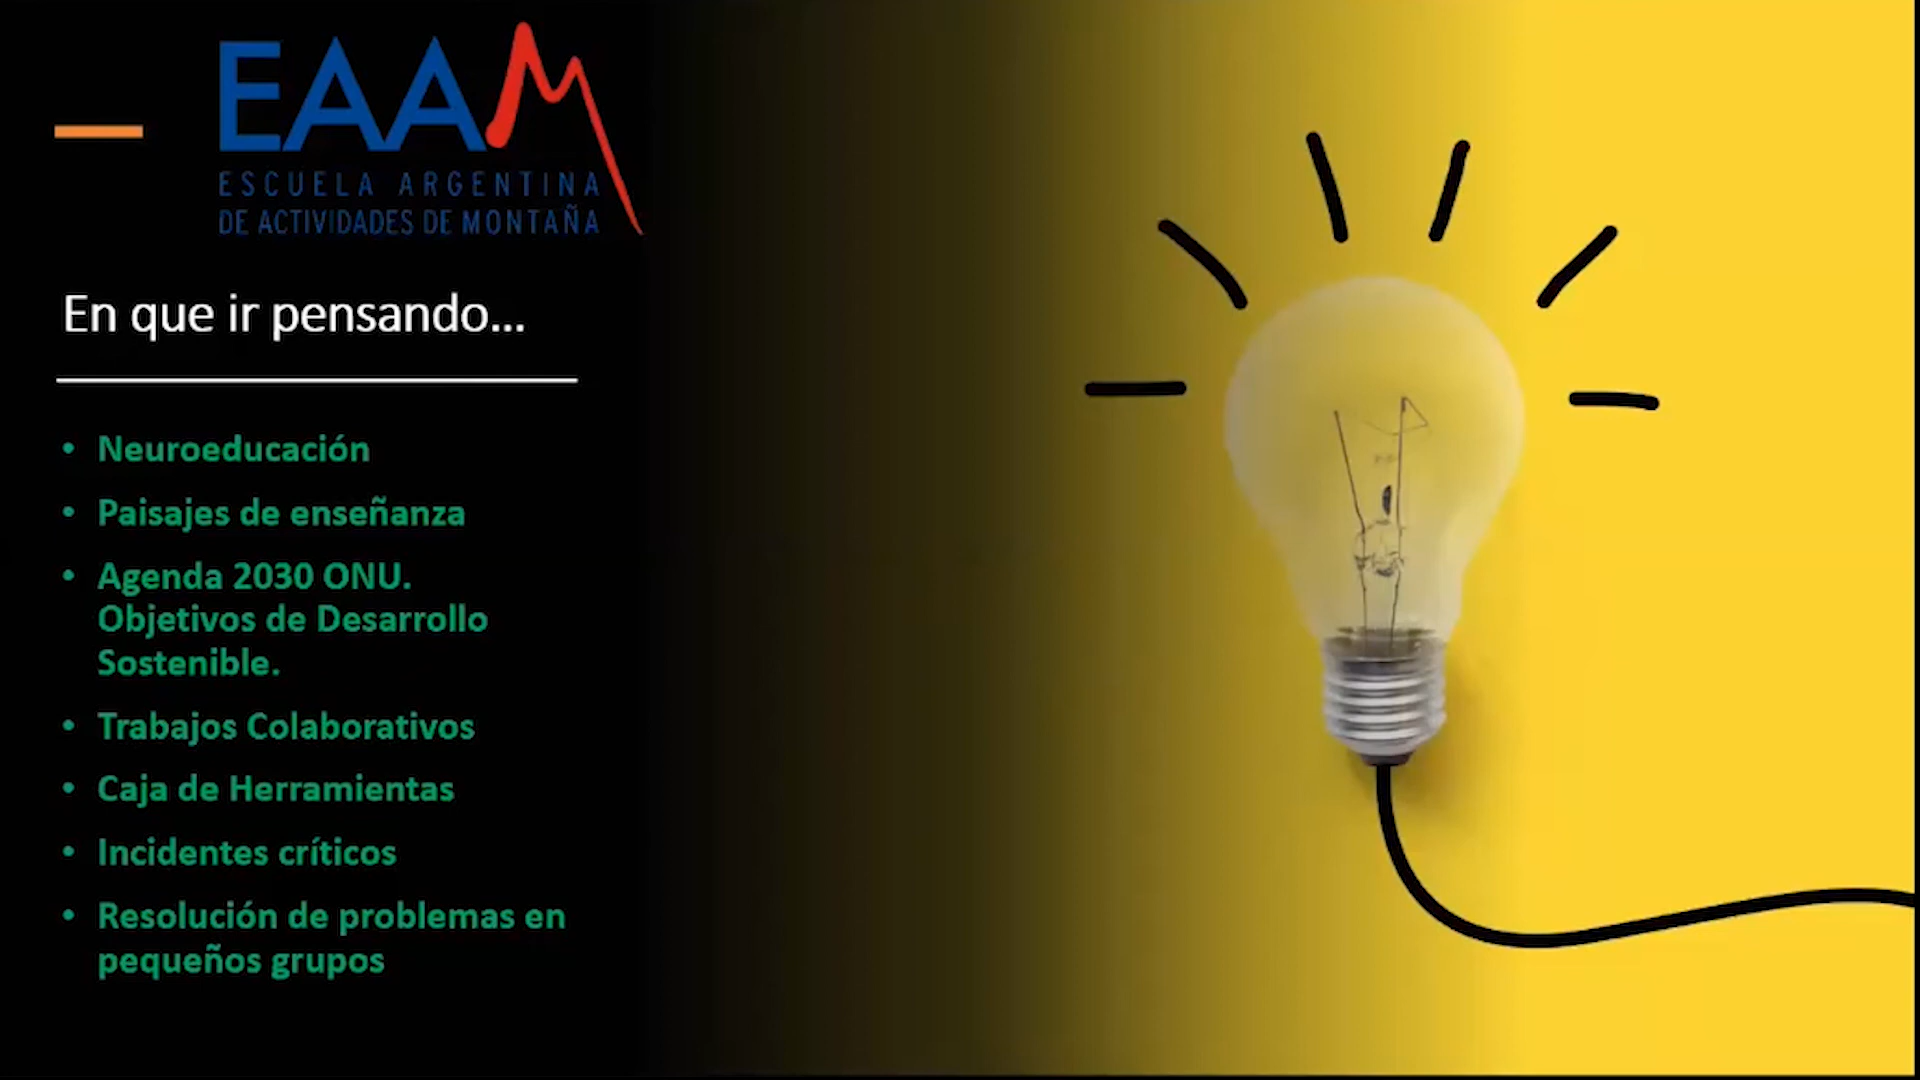 EAAM
ESCUELA ARGENTINA
DE ACTIVIDADES DE MONTAÑA
En que ir pensando...
• Neuroeducación
• Paisajes de enseñanza
• Agenda 2030 ONU.
Objetivos de Desarrollo
Sostenible.
• Trabajos Colaborativos
• Caja de Herramientas
• Incidentes críticos
• Resolución de problemas en
pequeños grupos